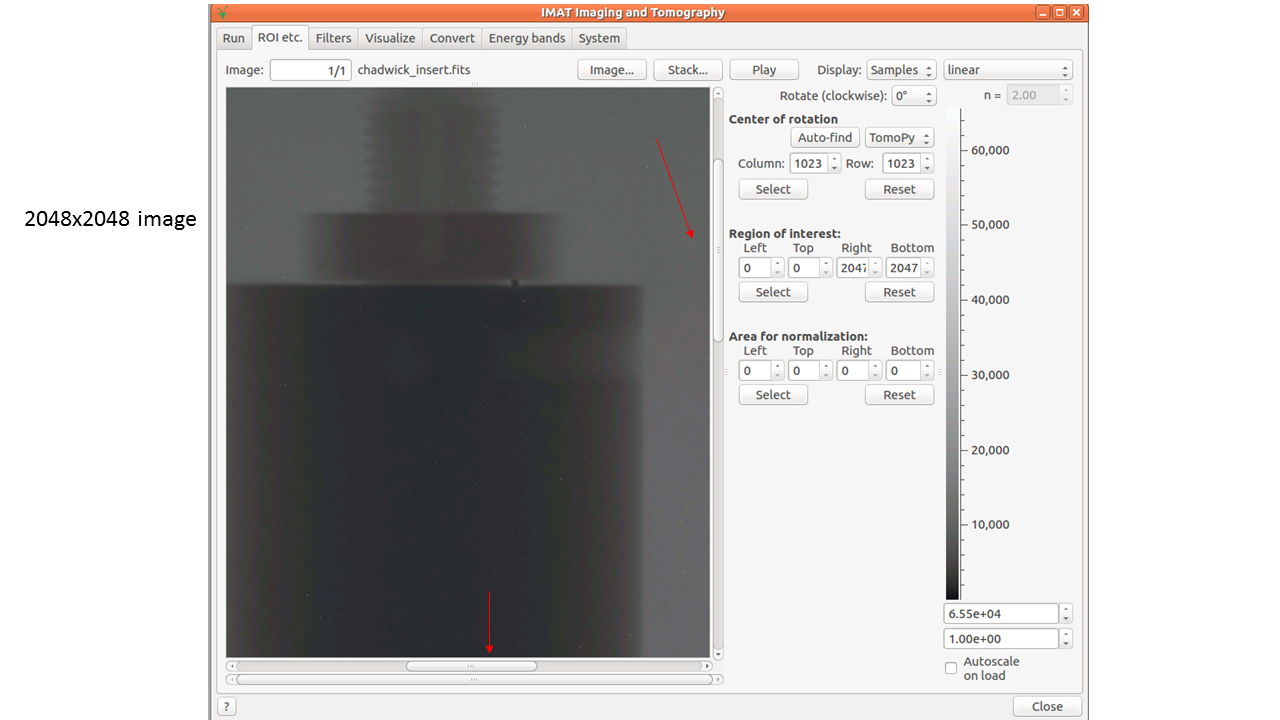 IMAT Imaging and Tomography
Run ROI etc. Filters Visualize Convert Energy bands System
Image: 1/1 chadwick_insert.fits Image... Stack... Play Display: Samples linear
Rotate (clockwise): 0° n = 2.00
Center of rotation
Auto-find TomoPy
Column: 1023 Row: 1023
Select Reset
2048x2048 image
Region of interest:
Left Top Right Bottom
0 0 2047 2047
Select Reset
Area for normalization:
Left Top Right Bottom
0 0 0 0
Select Reset
60,000
50,000
40,000
30,000
20,000
10,000
6.55e+04
1.00e+00
Autoscale
on load
? Close